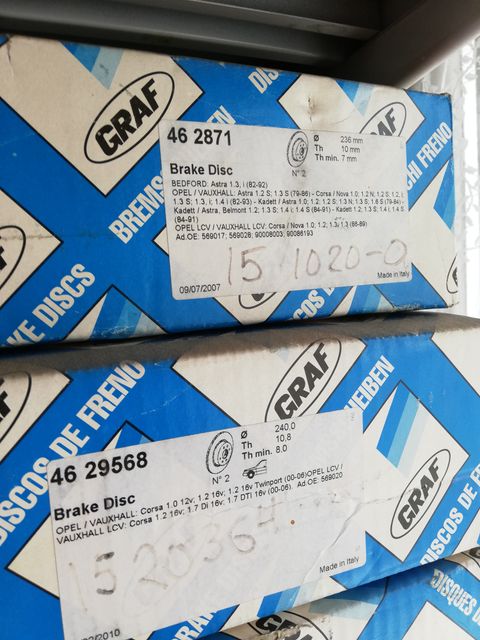 GRAF
46 2871
Brake Disc
Ø 236 mm
Th 10 mm
Th min. 7 mm
N° 2
BEDFORD: Astra 1.3, i (82-92)
OPEL / VAUXHALL: Astra 1.2 S; 1.3 S (79-86) - Corsa / Nova 1.0; 1.2 N; 1.2 S; 1.2, i;
1.3 S; 1.3, i; 1.4 i (82-93) - Kadett / Astra 1.0; 1.2; 1.2 S; 1.3 N; 1.3 S; 1.6 S (79-84) -
Kadett / Astra, Belmont 1.2; 1.3 S; 1.4 i; 1.4 S (84-91) - Kadett 1.2; 1.3 S; 1.4 i; 1.4 S
(84-91)
OPEL LCV / VAUXHALL LCV: Corsa / Nova 1.0; 1.2; 1.3; 1.3 i (86-89)
Ad.OE: 569017; 569026; 90008003; 90086193
15 1020-0
09/07/2007
Made in Italy
BREMS
CHI FRENO
KE DISCS
DISCOS DE FRENO
GRAF
EIBEN
GRAF
DISCOS DE FRENO
DISQUES DE
46 29568
Brake Disc
Ø 240,0
Th 10.8
Th min. 8.0
N° 2
OPEL / VAUXHALL: Corsa 1.0 12v; 1.2 16v; 1.2 16v Twinport (00-06)OPEL LCV /
VAUXHALL LCV: Corsa 1.2 16v; 1.7 Di 16v; 1.7 DTI 16v (00-06). Ad.OE: 569020
15 20364
Made in Italy
/2010